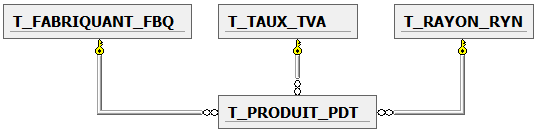 T_FABRIQUANT_FBQ
T_TAUX_TVA
T_RAYON_RYN
T_PRODUIT_PDT